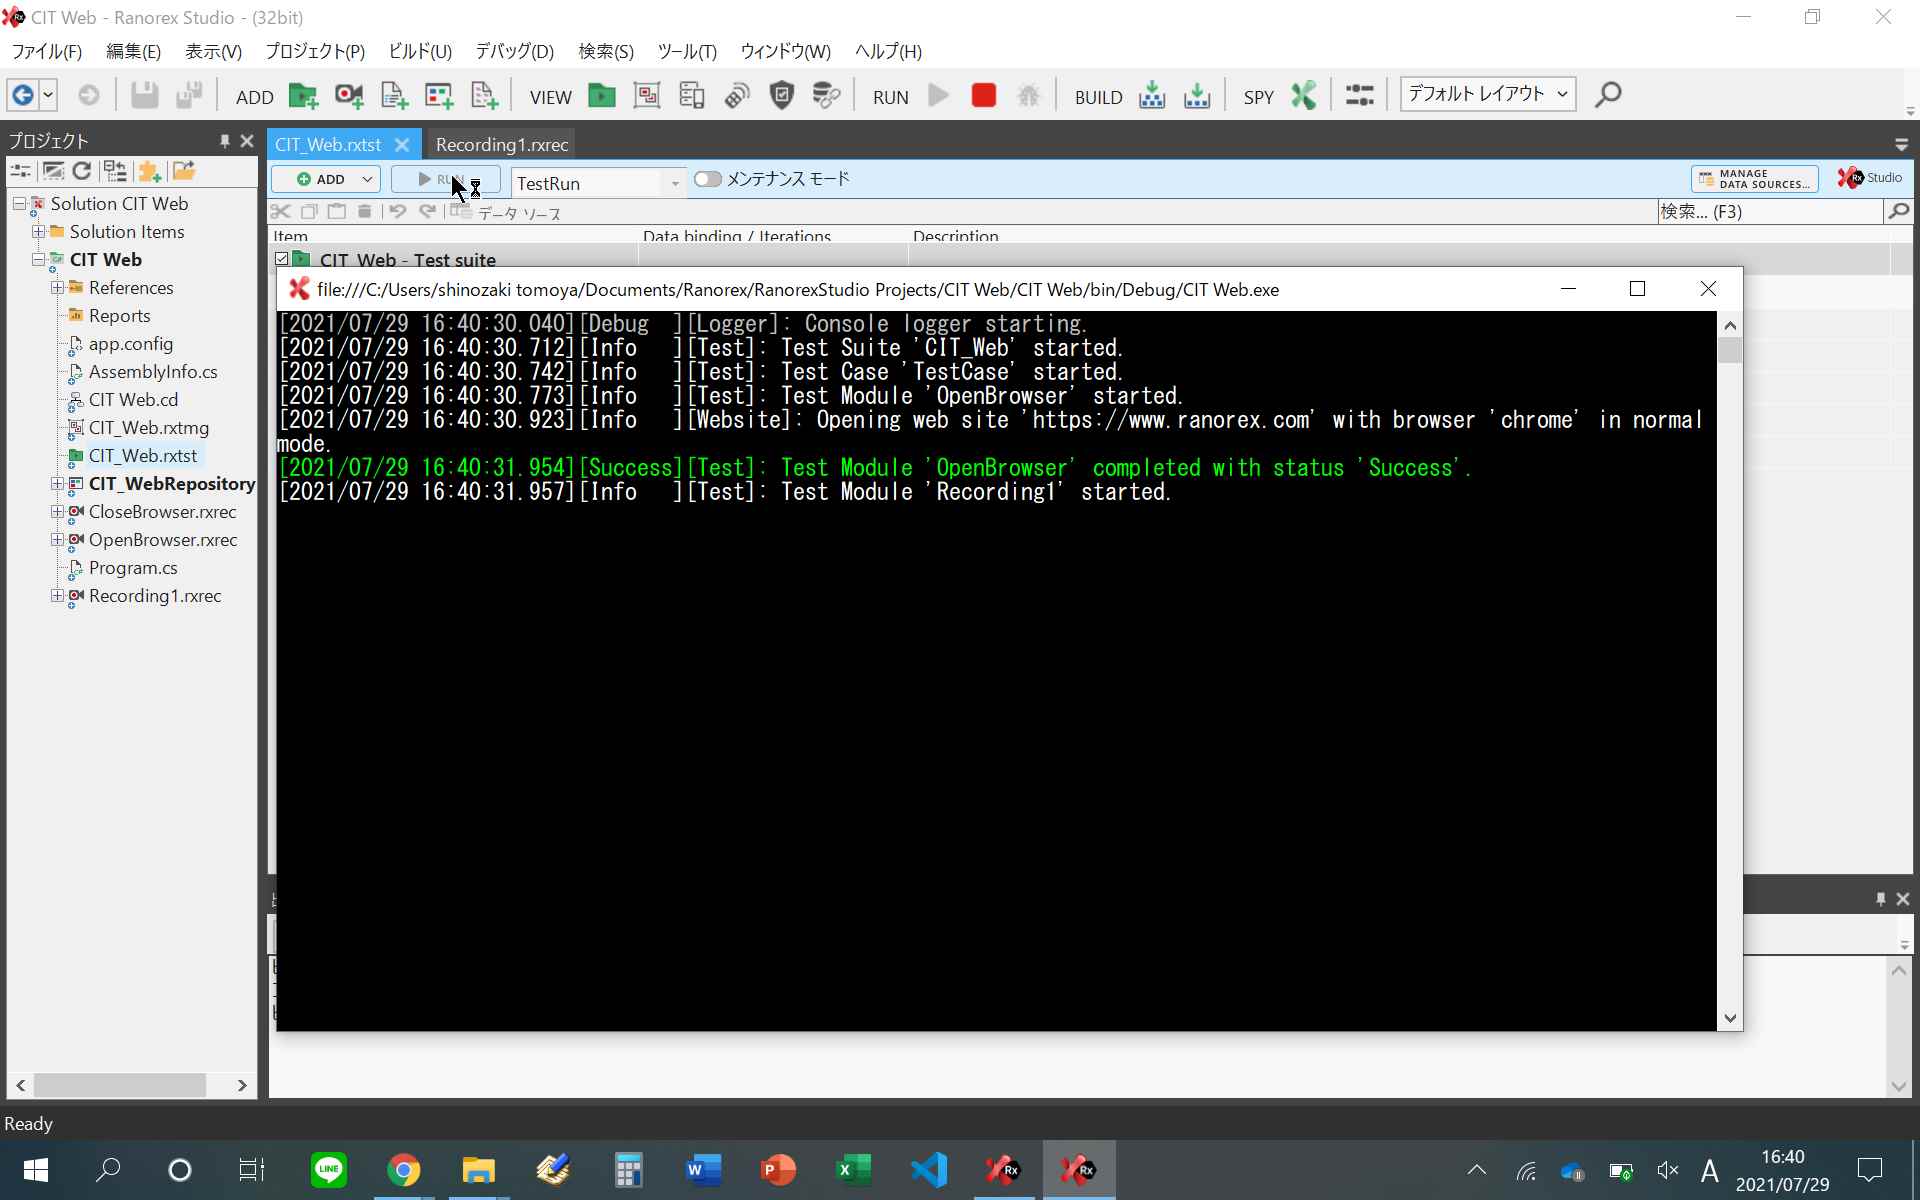 CIT Web - Ranorex Studio - (32bit)
ファイル(F) 編集(E) 表示(V) プロジェクト(P) ビルド(U) デバッグ(D) 検索(S) ツール(T) ウィンドウ(W) ヘルプ(H)
ADD VIEW RUN BUILD SPY デフォルト レイアウト
プロジェクト
CIT_Web.rxtst Recording1.rxrec
ADD RUN TestRun メンテナンス モード MANAGE DATA SOURCES... Rx Studio
データ ソース 検索... (F3)
Item Data binding / Iterations Description
CIT_Web - Test suite
Solution CIT Web
Solution Items
CIT Web
References
Reports
app.config
AssemblyInfo.cs
CIT Web.cd
CIT_Web.rxtmg
CIT_Web.rxtst
CIT_WebRepository
CloseBrowser.rxrec
OpenBrowser.rxrec
Program.cs
Recording1.rxrec
file:///C:/Users/shinozaki tomoya/Documents/Ranorex/RanorexStudio Projects/CIT Web/CIT Web/bin/Debug/CIT Web.exe
[2021/07/29 16:40:30.040][Debug  ][Logger]: Console logger starting.
[2021/07/29 16:40:30.712][Info   ][Test]: Test Suite 'CIT_Web' started.
[2021/07/29 16:40:30.742][Info   ][Test]: Test Case 'TestCase' started.
[2021/07/29 16:40:30.773][Info   ][Test]: Test Module 'OpenBrowser' started.
[2021/07/29 16:40:30.923][Info   ][Website]: Opening web site 'https://www.ranorex.com' with browser 'chrome' in normal
mode.
[2021/07/29 16:40:31.954][Success][Test]: Test Module 'OpenBrowser' completed with status 'Success'.
[2021/07/29 16:40:31.957][Info   ][Test]: Test Module 'Recording1' started.
Ready
LINE
A
16:40
2021/07/29